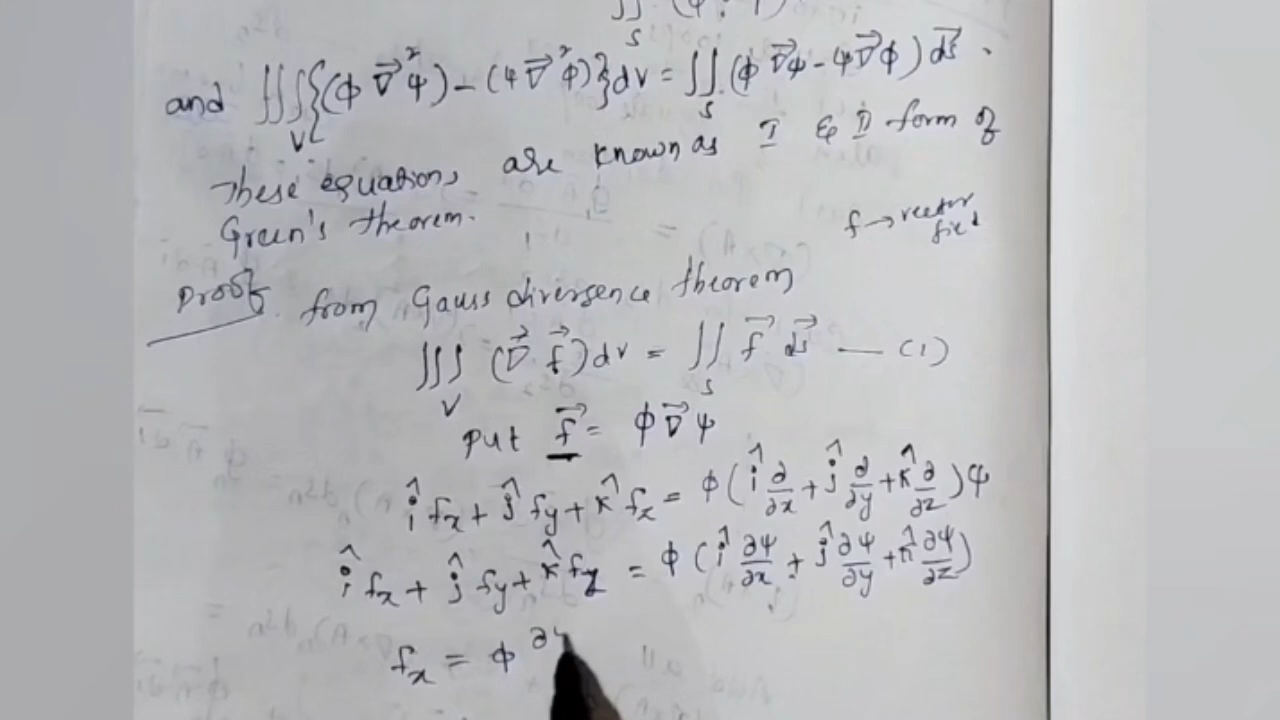 and ∭_V {(φ ∇⃗²ψ) - (ψ ∇⃗²φ)} dv = ∬_S (φ ∇⃗ψ - ψ∇⃗φ) ds⃗ .
These equations are known as I & II form of
Green's theorem.
f → vector
field
Proof from Gauss divergence theorem
∭_V (∇⃗ f⃗) dv = ∬_S f⃗ ds⃗ — (1)
put f⃗ = φ∇⃗ψ
î fx + ĵ fy + k̂ fz = φ(î ∂/∂x + ĵ ∂/∂y + k̂ ∂/∂z)ψ
î fx + ĵ fy + k̂ fz = φ(î ∂ψ/∂x + ĵ ∂ψ/∂y + k̂ ∂ψ/∂z)
fx = φ ∂